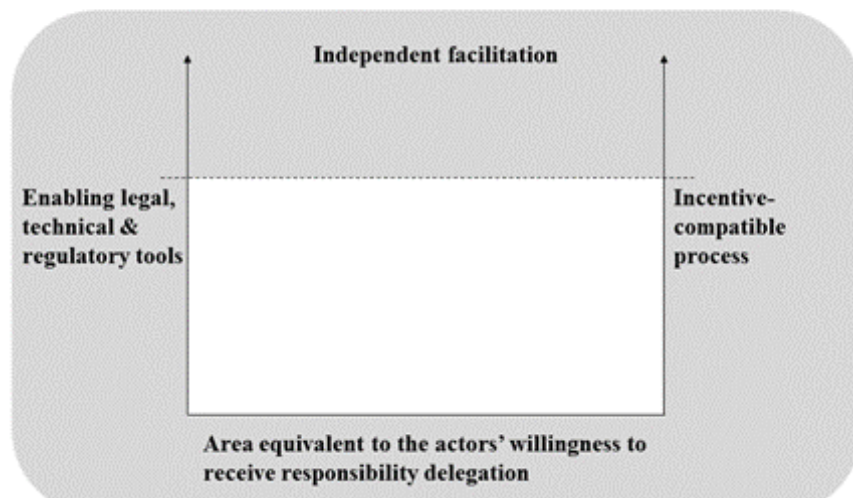 Independent facilitation
Enabling legal,
technical &
regulatory tools
Incentive-
compatible
process
Area equivalent to the actors’ willingness to
receive responsibility delegation